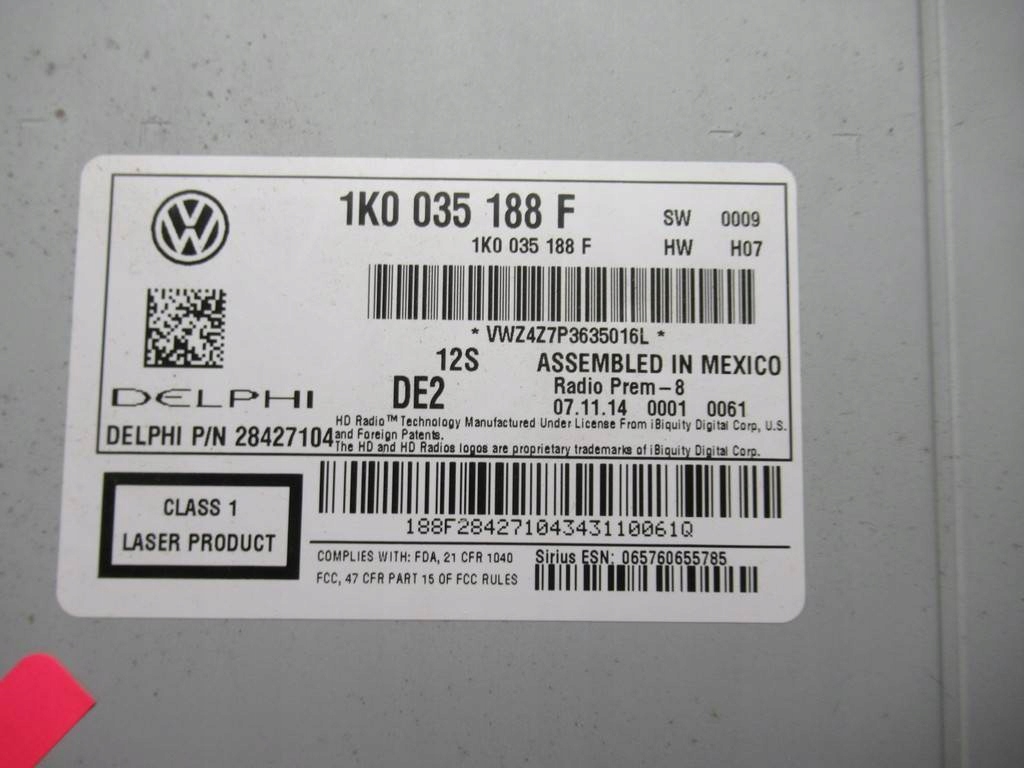 1K0 035 188 F SW 0009
1K0 035 188 F HW H07
* VWZ4Z7P3635016L *
12S ASSEMBLED IN MEXICO
DE2 Radio Prem-8
07.11.14 0001 0061
DELPHI
HD Radio™ Technology Manufactured Under License From iBiquity Digital Corp, U.S.
and Foreign Patents.
The HD and HD Radios logos are proprietary trademarks of iBiquity Digital Corp.
DELPHI P/N 28427104
CLASS 1
LASER PRODUCT
188F28427104343110061Q
COMPLIES WITH: FDA, 21 CFR 1040
FCC, 47 CFR PART 15 OF FCC RULES
Sirius ESN: 065760655785